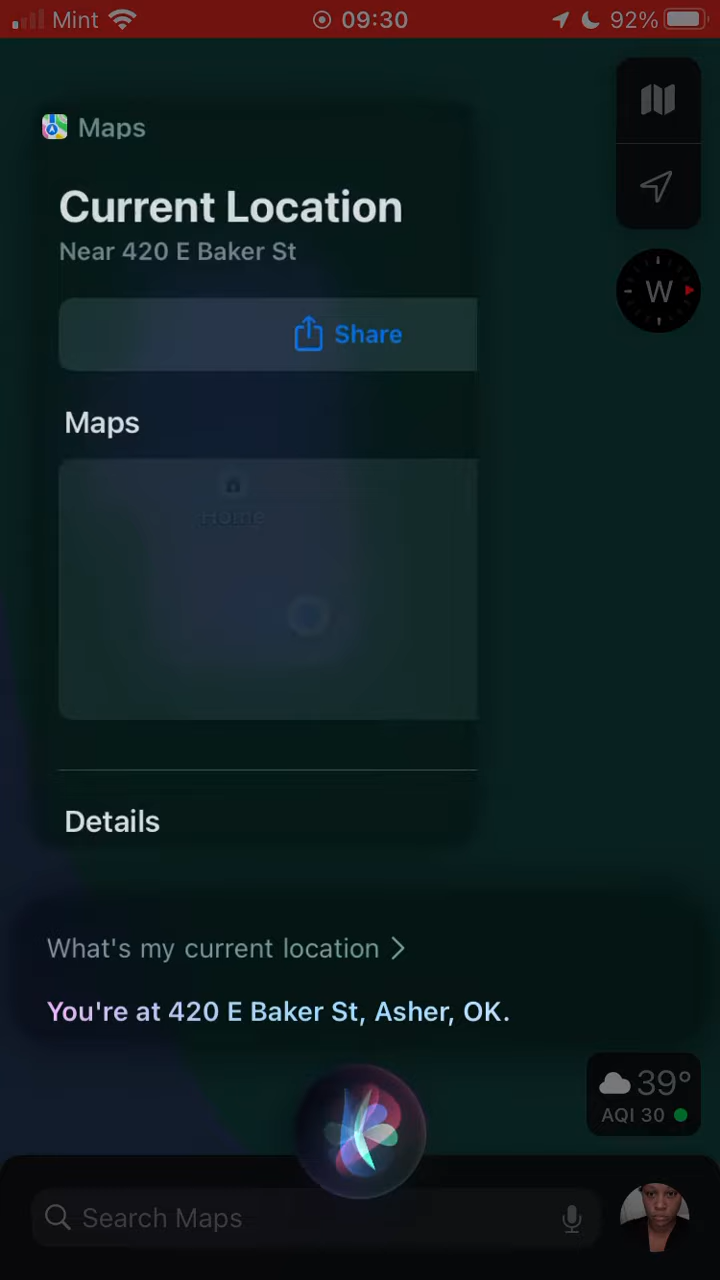 Mint 09:30 92%
Maps
Current Location
Near 420 E Baker St
W
Share
Maps
Home
Details
What's my current location
You're at 420 E Baker St, Asher, OK.
39°
AQI 30
Search Maps